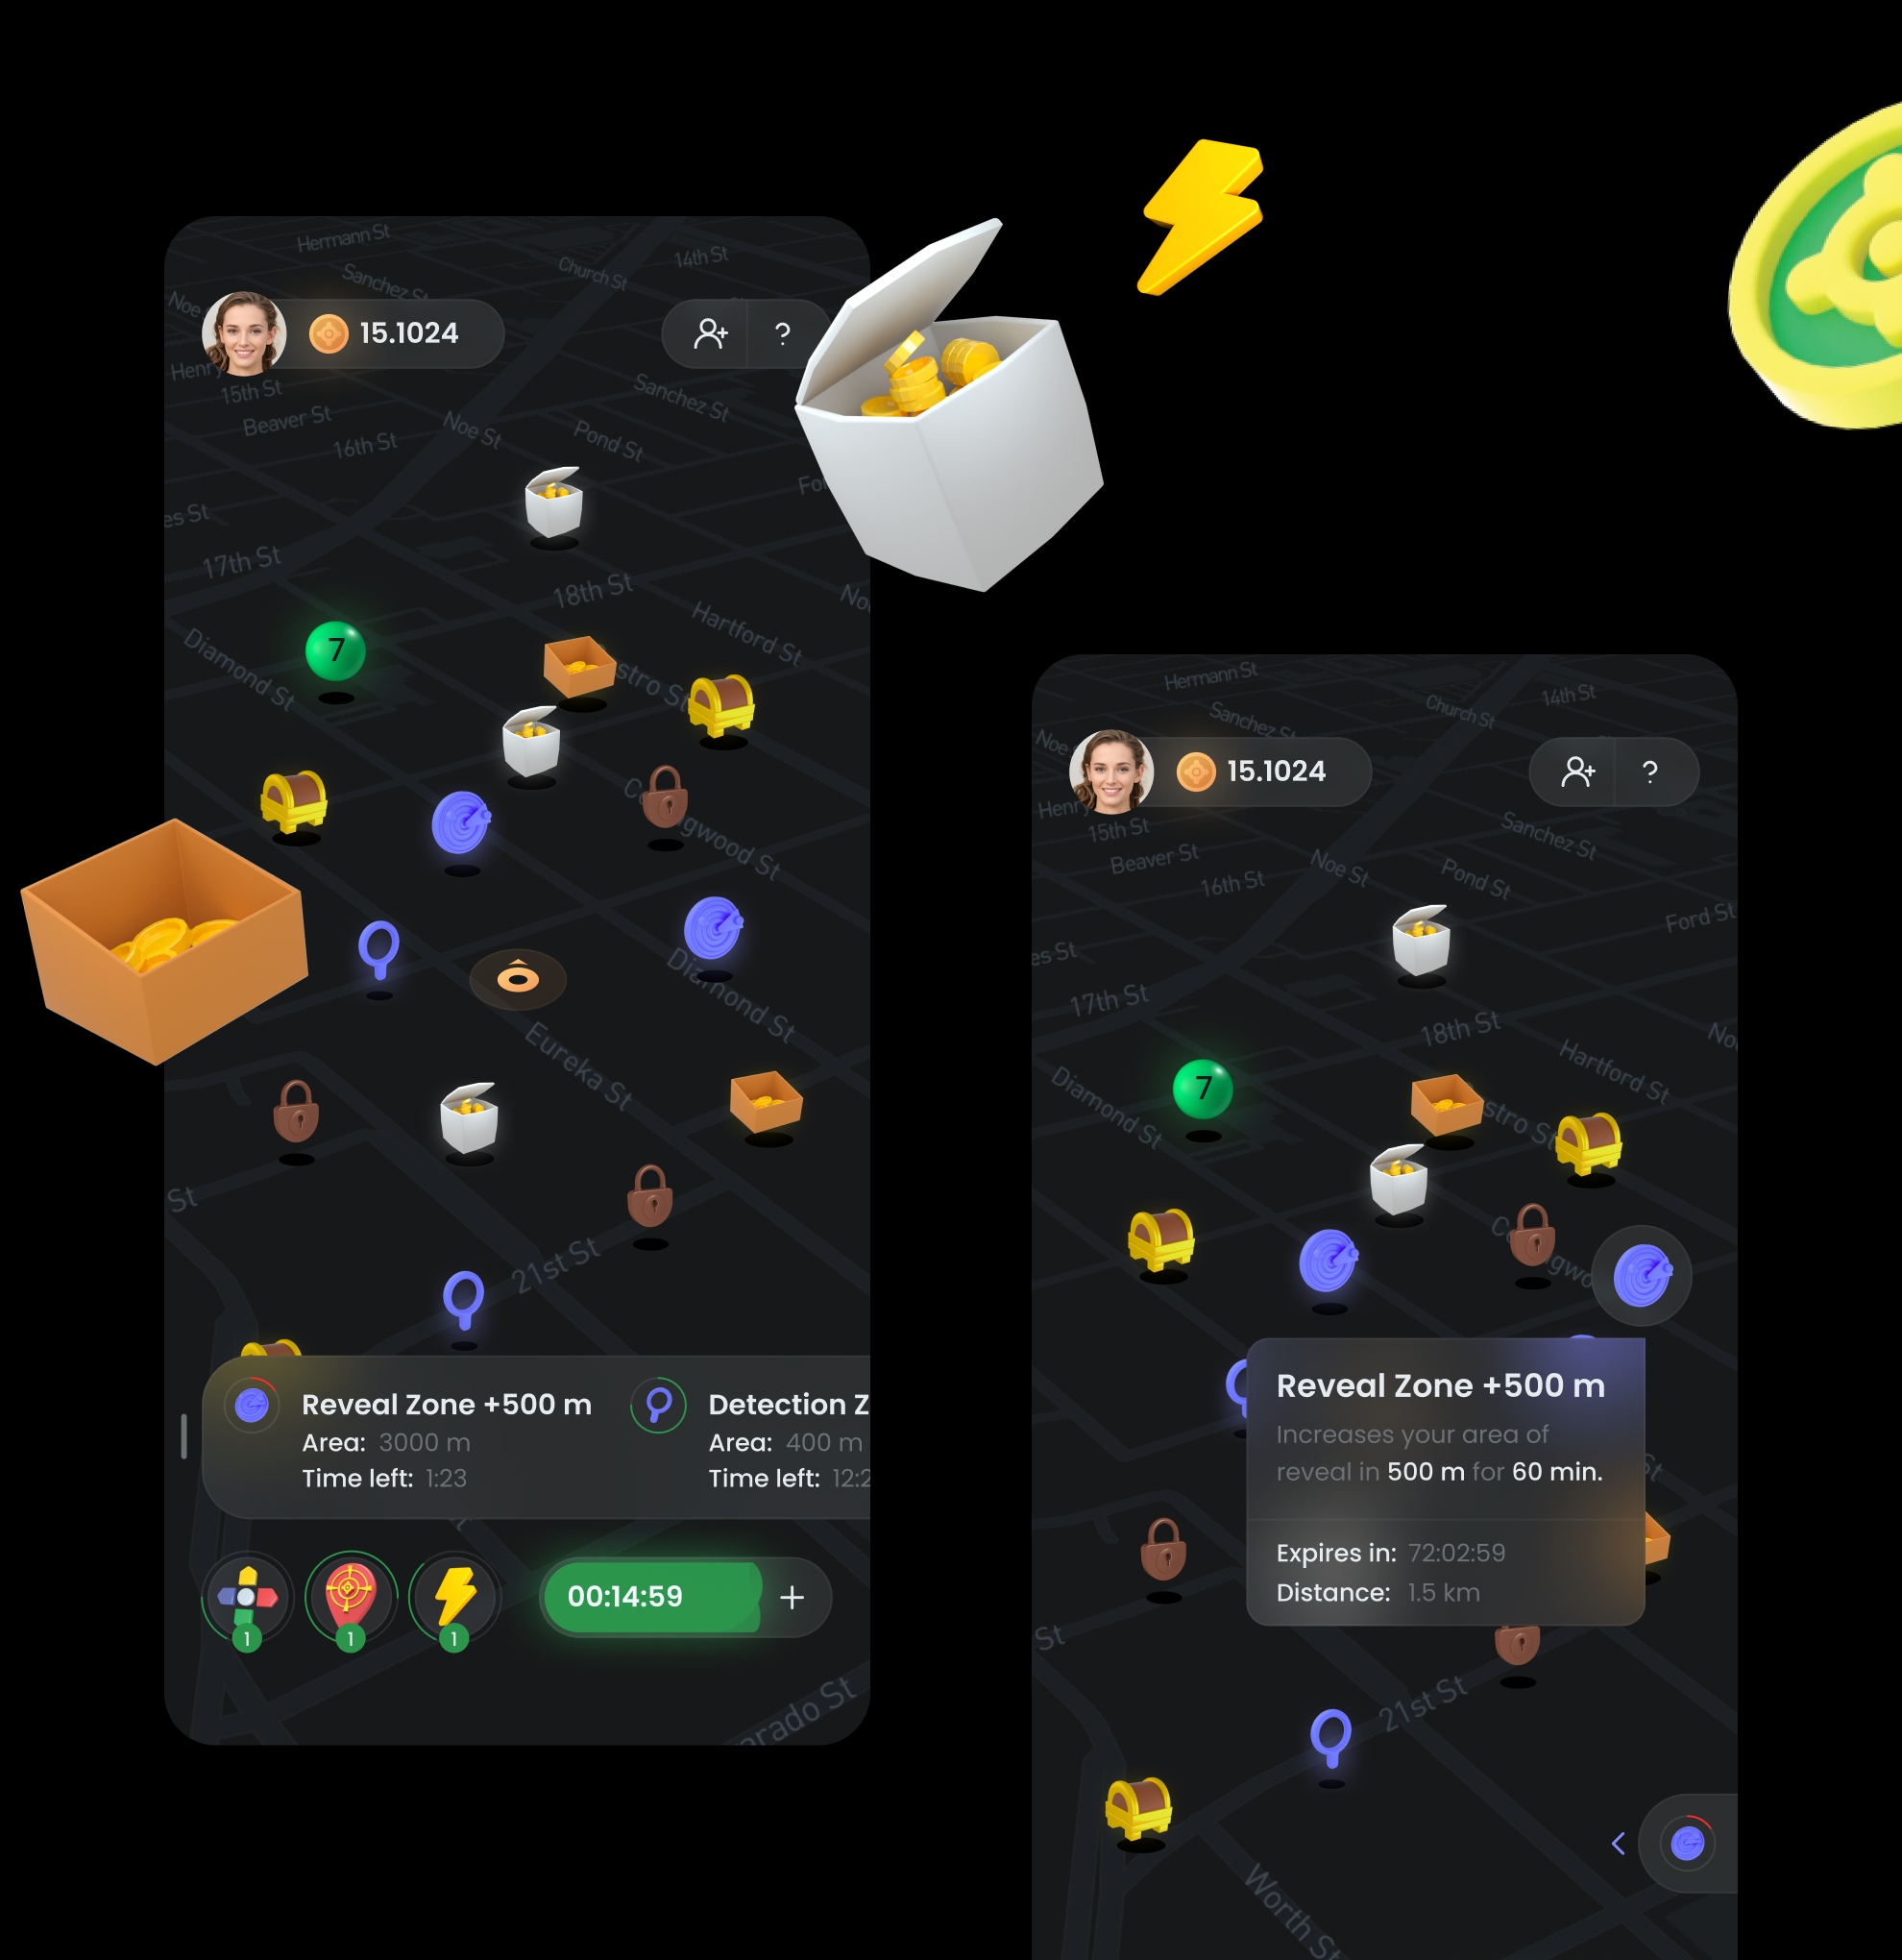 Hermann St
Sanchez St
Church St
14th St
Noe
15.1024
?
Henry
15th St
Beaver St
16th St
Noe St
Pond St
Sanchez St
es St
17th St
18th St
Hartford St
Diamond St
7
stro S
gwood St
Diamond St
Eureka St
St
21st St
Reveal Zone +500 m
Area: 3000 m
Time left: 1:23
Detection Z
Area: 400 m
Time left: 12:2
1
1
1
00:14:59
+
orado St
Hermann St
Sanchez St
Church St
14th St
Noe
15.1024
?
Henry
15th St
Beaver St
16th St
Noe St
Pond St
Sanchez St
Ford St
es St
17th St
18th St
Hartford St
Diamond St
7
stro St
gwo
Reveal Zone +500 m
Increases your area of
reveal in 500 m for 60 min.
Expires in: 72:02:59
Distance: 1.5 km
St
St
21st St
Worth St